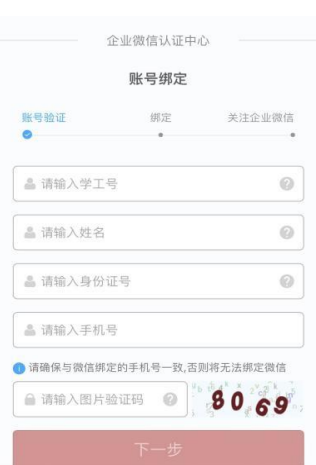 企业微信认证中心
账号绑定
账号验证 绑定 关注企业微信
请输入学工号
请输入姓名
请输入身份证号
请输入手机号
请确保与微信绑定的手机号一致,否则将无法绑定微信
请输入图片验证码 8069
下一步